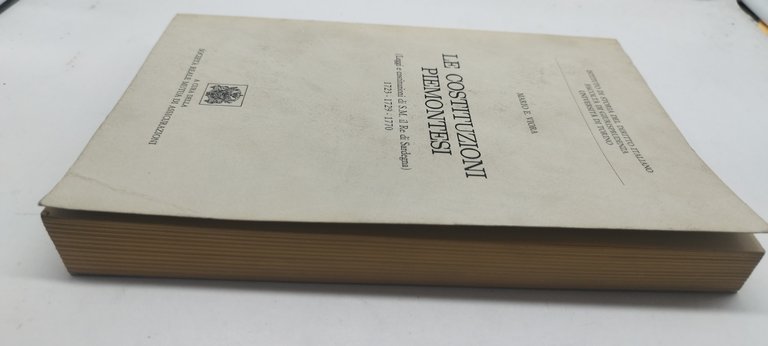 ISTITUTO DI STORIA DEL DIRITTO ITALIANO
FACOLTÀ DI GIURISPRUDENZA
UNIVERSITÀ DI TORINO
MARIO E. VIORA
LE COSTITUZIONI
PIEMONTESI
(Leggi e costituzioni di S. M. il Re di Sardegna)
1723 - 1729 - 1770
A CURA DELLA
SOCIETÀ REALE MUTUA DI ASSICURAZIONI